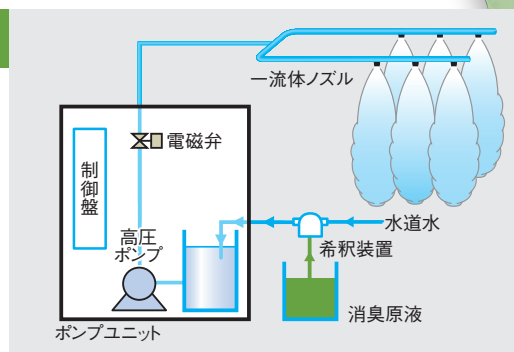 一流体ノズル
電磁弁
制御盤
高圧
ポンプ
水道水
希釈装置
消臭原液
ポンプユニット